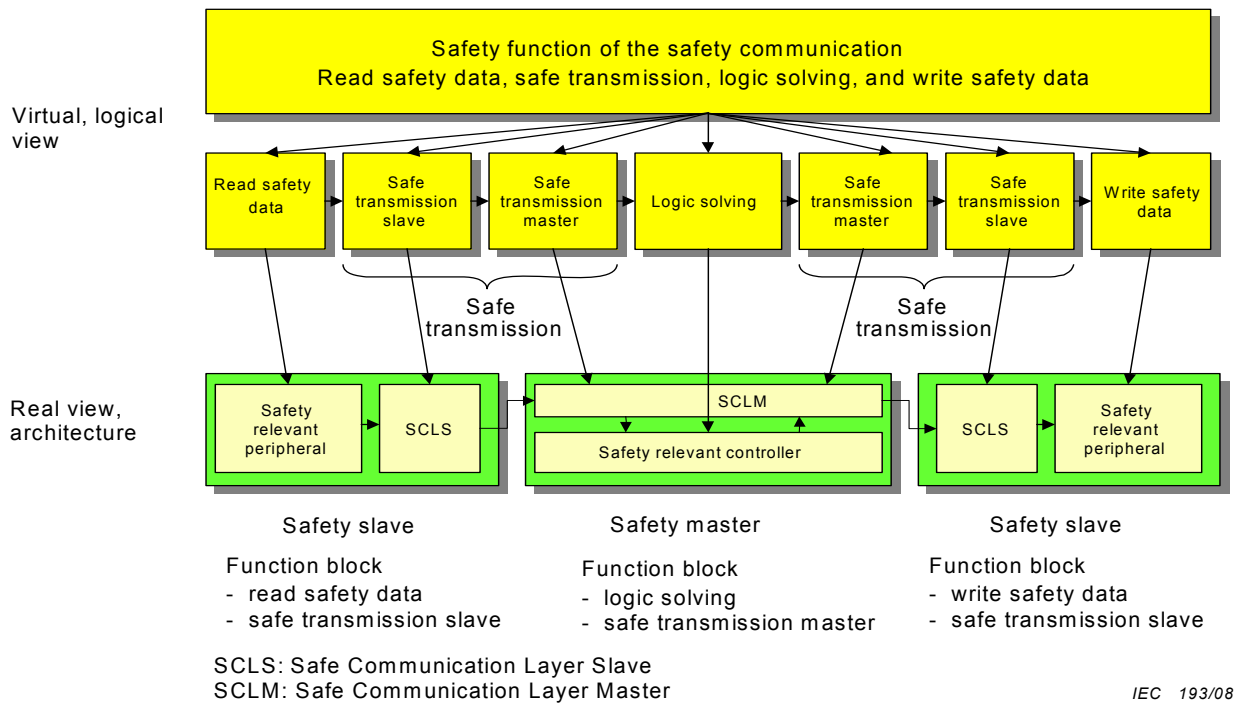 Safety function of the safety communication
Read safety data, safe transmission, logic solving, and write safety data
Virtual, logical
view
Read safety
data
Safe
transmission
slave
Safe
transmission
master
Logic solving
Safe
transmission
master
Safe
transmission
slave
Write safety
data
Safe
transmission
Safe
transmission
Real view,
architecture
Safety
relevant
peripheral
SCLS
SCLM
Safety relevant controller
SCLS
Safety
relevant
peripheral
Safety slave
Function block
- read safety data
- safe transmission slave
Safety master
Function block
- logic solving
- safe transmission master
Safety slave
Function block
- write safety data
- safe transmission slave
SCLS: Safe Communication Layer Slave
SCLM: Safe Communication Layer Master
IEC 193/08